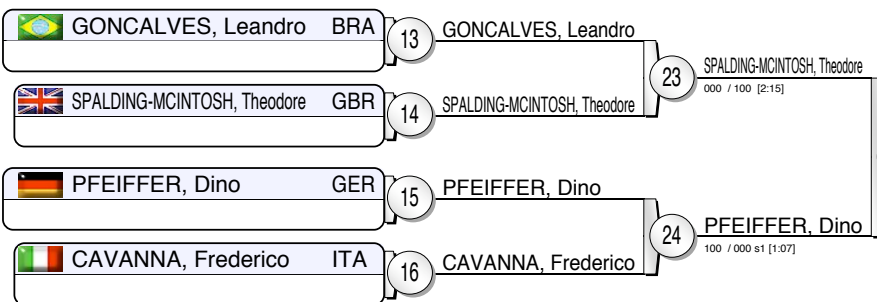 GONCALVES, Leandro BRA
13
GONCALVES, Leandro
23
SPALDING-MCINTOSH, Theodore
000 / 100 [2:15]
SPALDING-MCINTOSH, Theodore GBR
14
SPALDING-MCINTOSH, Theodore
PFEIFFER, Dino GER
15
PFEIFFER, Dino
24
PFEIFFER, Dino
100 / 000 s1 [1:07]
CAVANNA, Frederico ITA
16
CAVANNA, Frederico